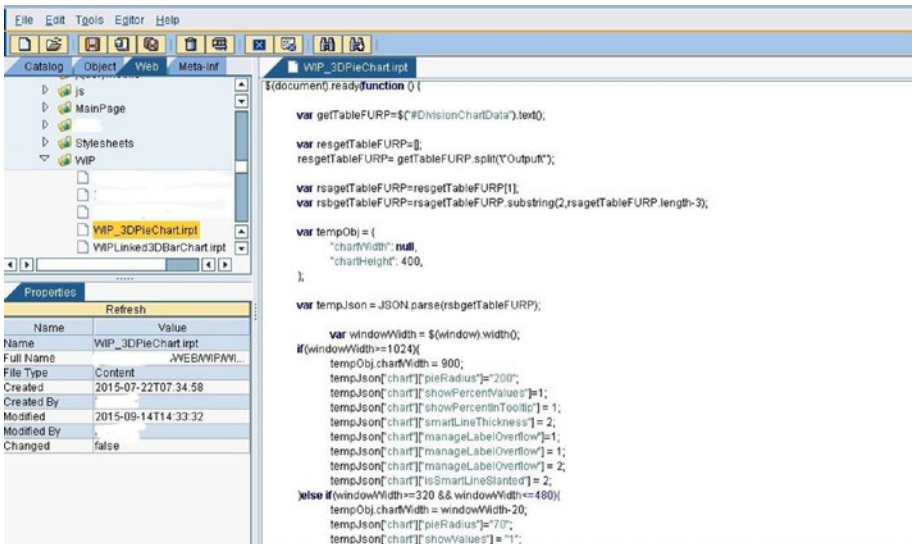 File Edit Tools Editor Help
Catalog Object Web Meta-Inf
js
MainPage
Stylesheets
WIP
WIP_3DPieChart.irpt
WIPLinked3DBarChart.irpt
Properties
Refresh
Name Value
Name WIP_3DPieChart.irpt
Full Name /WEB/WIP/WI...
File Type Content
Created 2015-07-22T07:34:58
Created By
Modified 2015-09-14T14:33:32
Modified By
Changed false
WIP_3DPieChart.irpt
$(document).ready(function () {
var getTableFURP=$("#DivisionChartData").text();
var resgetTableFURP=[];
resgetTableFURP= getTableFURP.split("\"Output\"");
var rsagetTableFURP=resgetTableFURP[1];
var rsbgetTableFURP=rsagetTableFURP.substring(2,rsagetTableFURP.length-3);
var tempObj = {
"chartWidth": null,
"chartHeight": 400,
};
var tempJson = JSON.parse(rsbgetTableFURP);
var windowWidth = $(window).width();
if(windowWidth>=1024){
tempObj.chartWidth = 900;
tempJson["chart"]["pieRadius"]="200";
tempJson["chart"]["showPercentValues"]=1;
tempJson["chart"]["showPercentInTooltip"] = 1;
tempJson["chart"]["smartLineThickness"] = 2;
tempJson["chart"]["manageLabelOverflow"]=1;
tempJson["chart"]["manageLabelOverflow"] = 1;
tempJson["chart"]["manageLabelOverflow"] = 2;
tempJson["chart"]["isSmartLineSlanted"] = 2;
}else if(windowWidth>=320 && windowWidth<=480){
tempObj.chartWidth = windowWidth-20;
tempJson["chart"]["pieRadius"]="70";
tempJson["chart"]["showValues"] = "1";